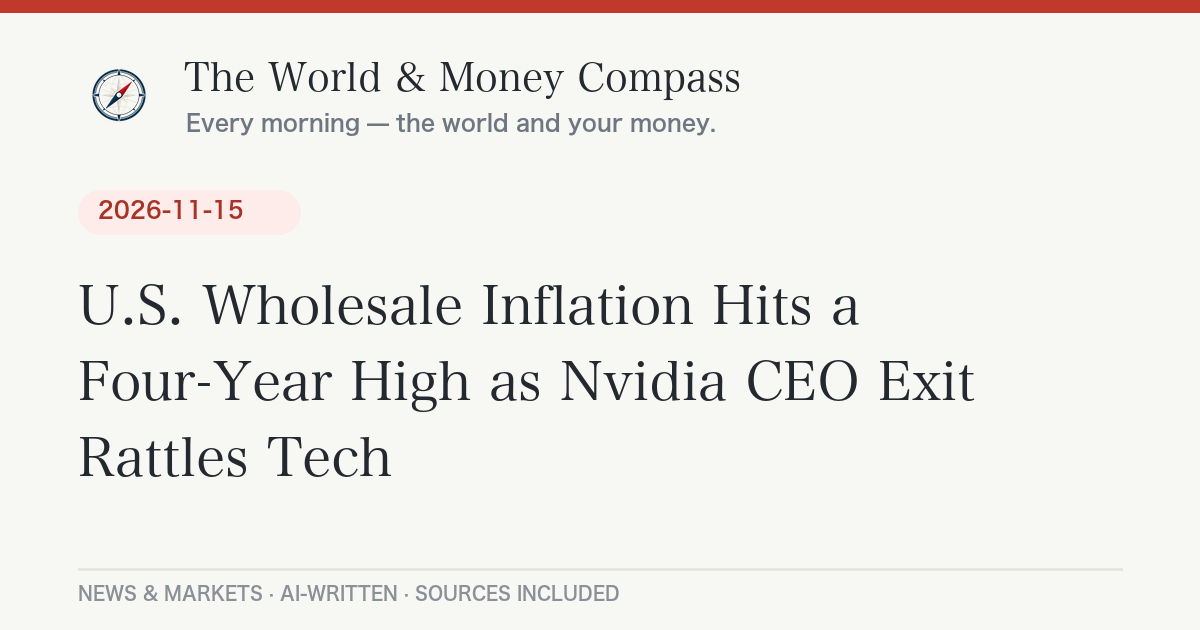 The World & Money Compass
Every morning — the world and your money.
2026-11-15
U.S. Wholesale Inflation Hits a
Four-Year High as Nvidia CEO Exit
Rattles Tech
NEWS & MARKETS · AI-WRITTEN · SOURCES INCLUDED